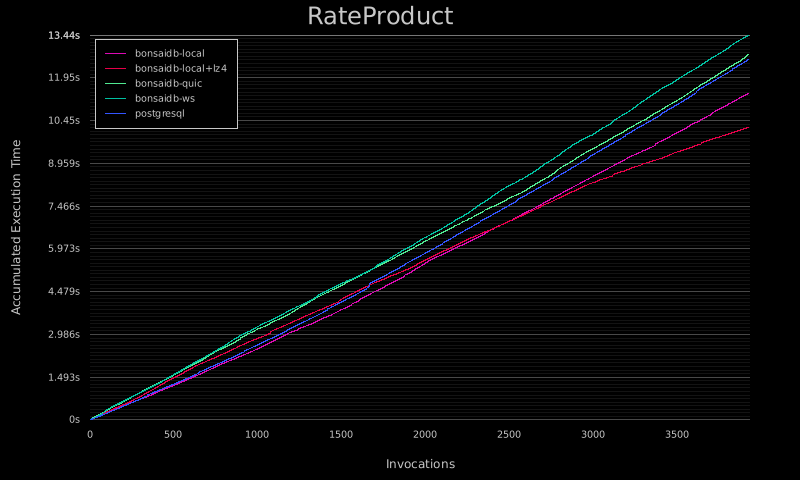 RateProduct
13.44s
bonsaidb-local
bonsaidb-local+lz4
bonsaidb-quic
bonsaidb-ws
postgresql
11.95s
10.45s
8.959s
7.466s
5.973s
4.479s
2.986s
1.493s
0s
Accumulated Execution Time
0 500 1000 1500 2000 2500 3000 3500
Invocations